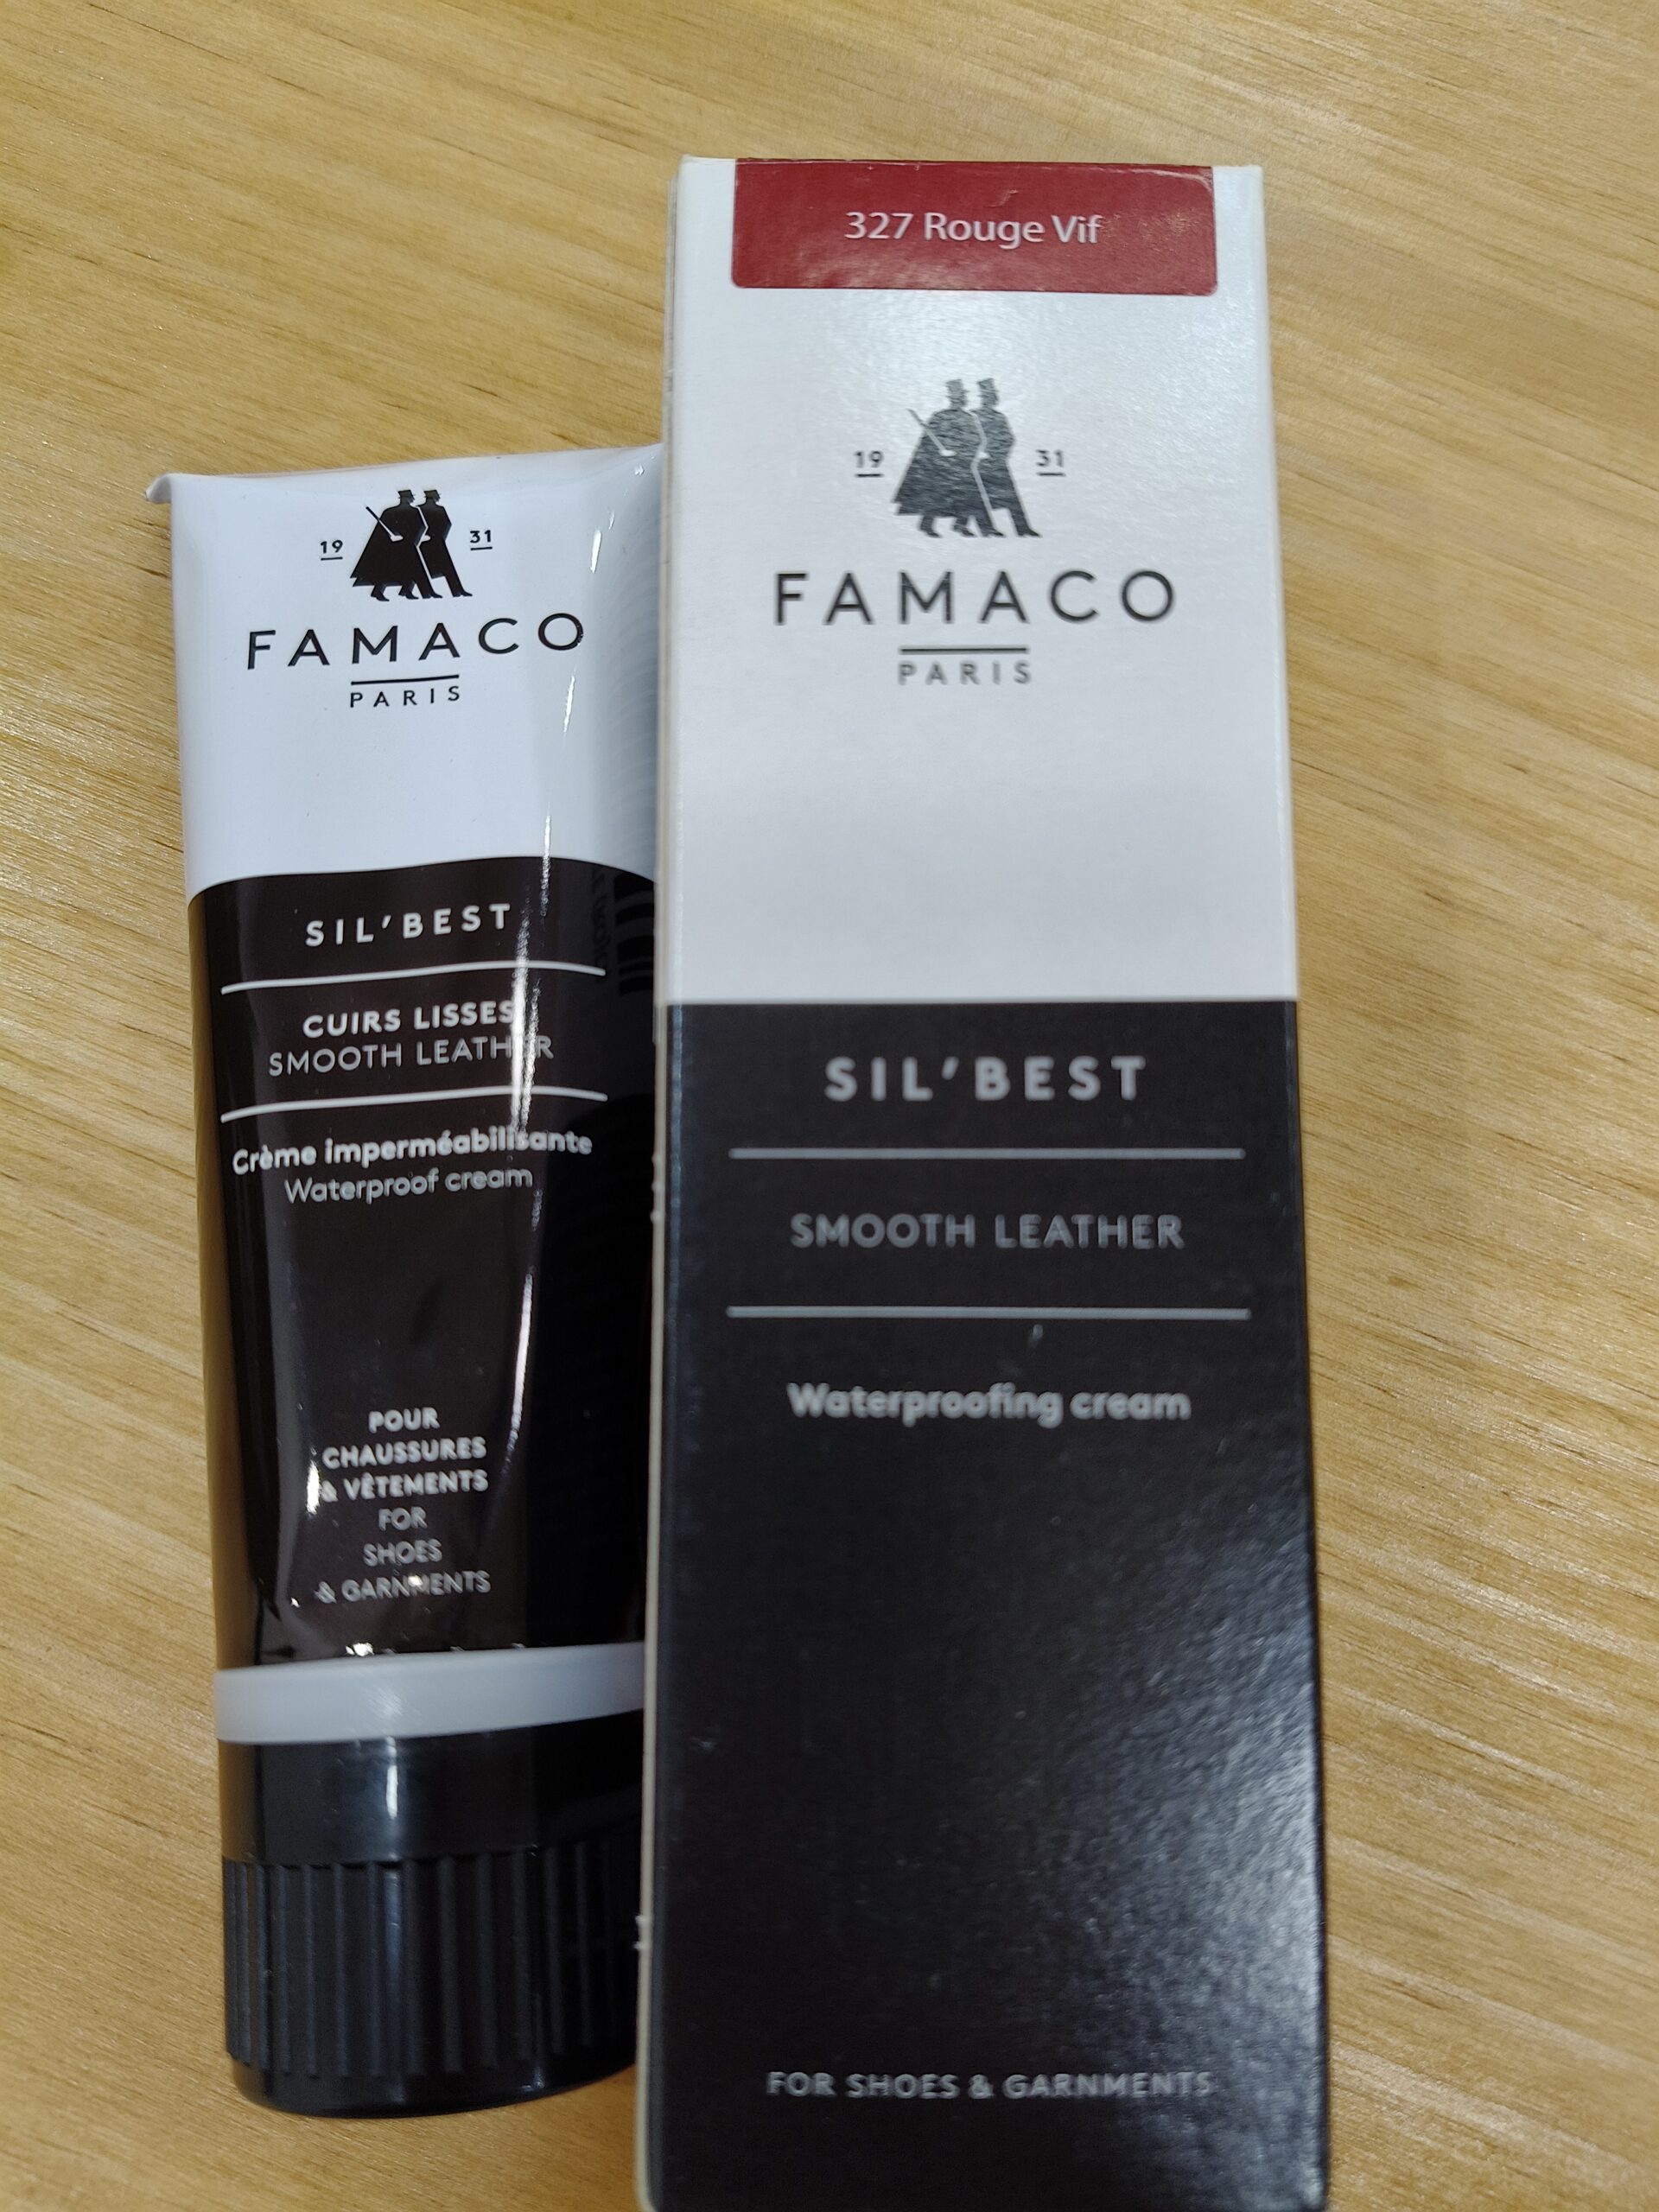 19 31
FAMACO
PARIS
SIL'BEST
CUIRS LISSES
SMOOTH LEATHER
Crème imperméabilisante
Waterproof cream
POUR
CHAUSSURES
& VÊTEMENTS
FOR
SHOES
& GARNMENTS
327 Rouge Vif
19 31
FAMACO
PARIS
SIL'BEST
SMOOTH LEATHER
Waterproofing cream
FOR SHOES & GARNMENTS